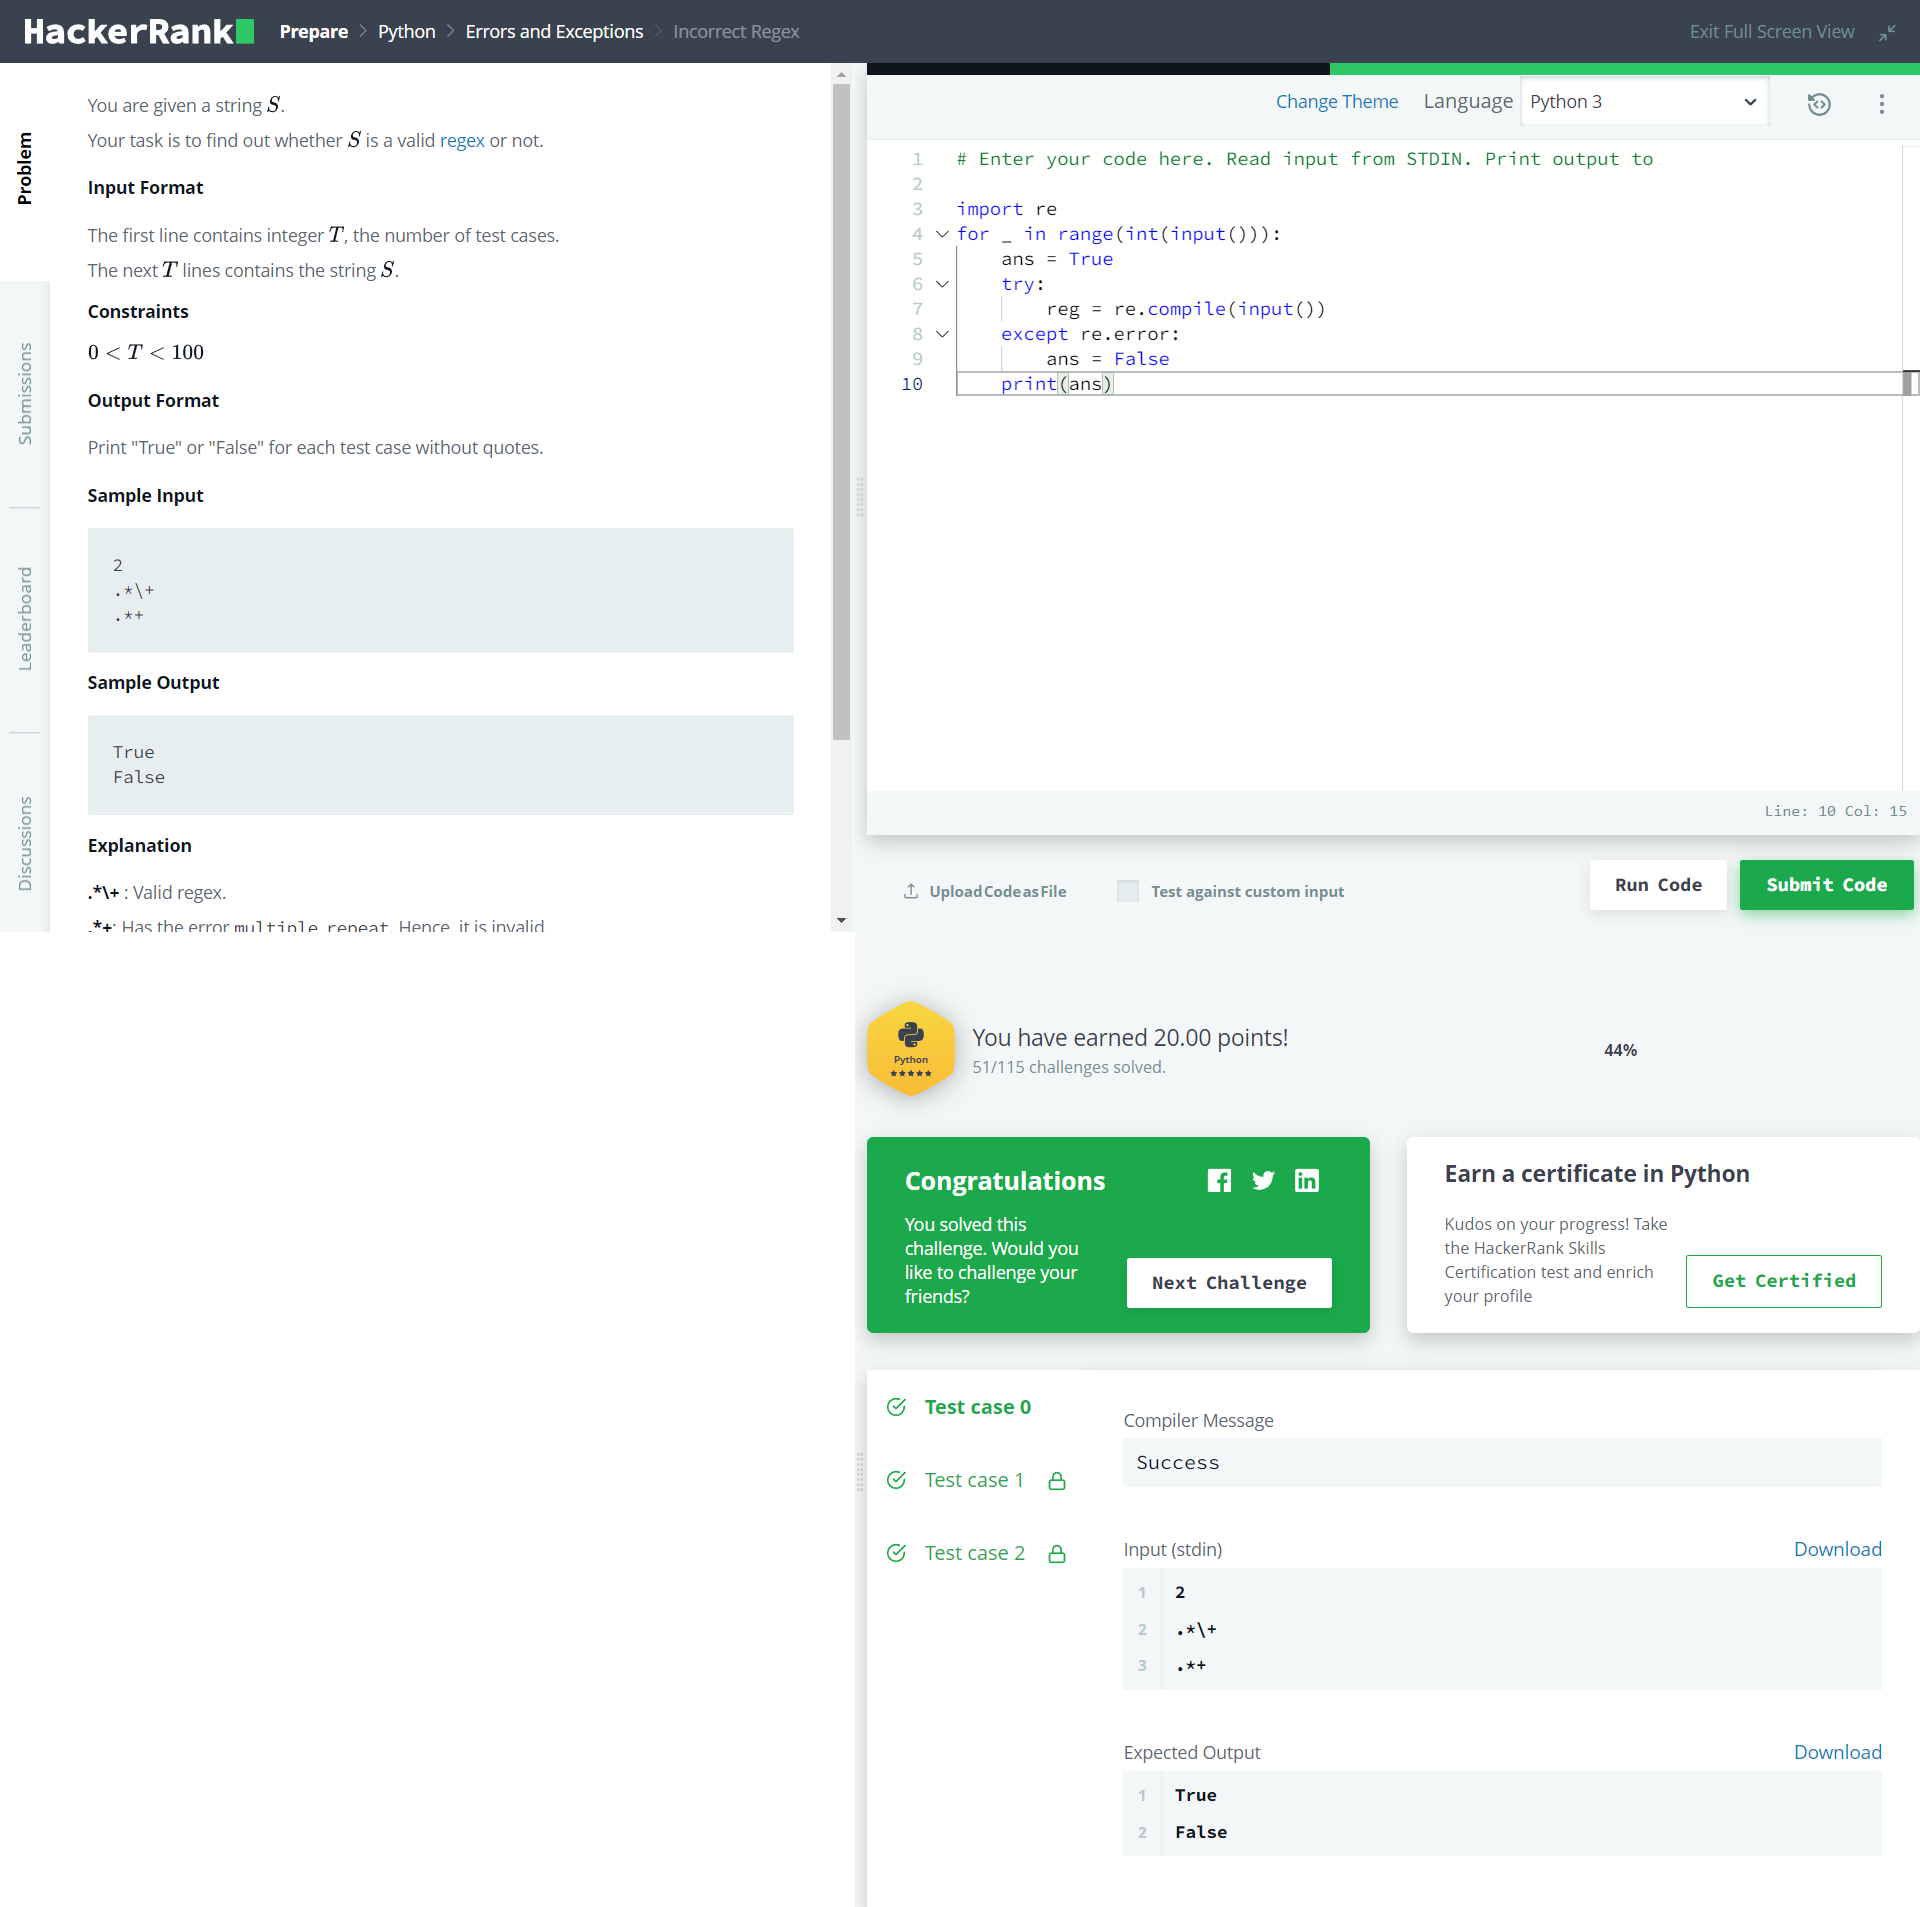 HackerRank
Prepare > Python > Errors and Exceptions > Incorrect Regex
Exit Full Screen View
Problem
Submissions
Leaderboard
Discussions
You are given a string S.
Your task is to find out whether S is a valid regex or not.
Input Format
The first line contains integer T, the number of test cases.
The next T lines contains the string S.
Constraints
0 < T < 100
Output Format
Print "True" or "False" for each test case without quotes.
Sample Input
2
.*\+
.*+
Sample Output
True
False
Explanation
.*\+ : Valid regex.
.*+: Has the error multiple repeat. Hence, it is invalid.
Change Theme
Language
Python 3
1 # Enter your code here. Read input from STDIN. Print output to
2
3 import re
4 for _ in range(int(input())):
5     ans = True
6     try:
7         reg = re.compile(input())
8     except re.error:
9         ans = False
10     print(ans)
Line: 10 Col: 15
Upload Code as File
Test against custom input
Run Code
Submit Code
Python
★★★★★
You have earned 20.00 points!
51/115 challenges solved.
44%
Congratulations
You solved this
challenge. Would you
like to challenge your
friends?
Next Challenge
Earn a certificate in Python
Kudos on your progress! Take
the HackerRank Skills
Certification test and enrich
your profile
Get Certified
Test case 0
Test case 1
Test case 2
Compiler Message
Success
Input (stdin)
Download
1 2
2 .*\+
3 .*+
Expected Output
Download
1 True
2 False